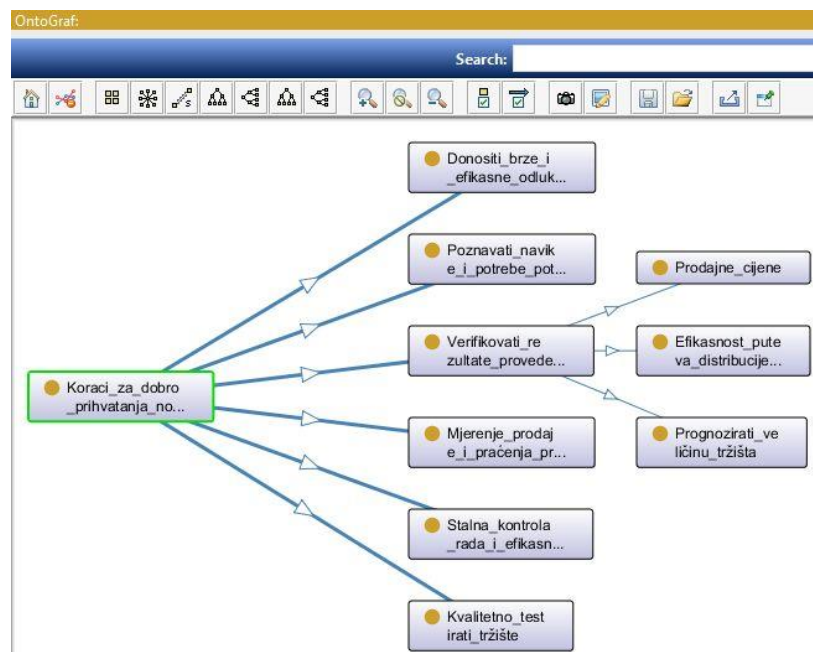 OntoGraf:
Search:
Donositi_brze_i
_efikasne_odluk...
Poznavati_navik
e_i_potrebe_pot...
Prodajne_cijene
Verifikovati_re
zultate_provede...
Efikasnost_pute
va_distribucije...
Koraci_za_dobro
_prihvatanja_no...
Mjerenje_prodaj
e_i_praćenja_pr...
Prognozirati_ve
ličinu_tržišta
Stalna_kontrola
_rada_i_efikasn...
Kvalitetno_test
irati_tržište